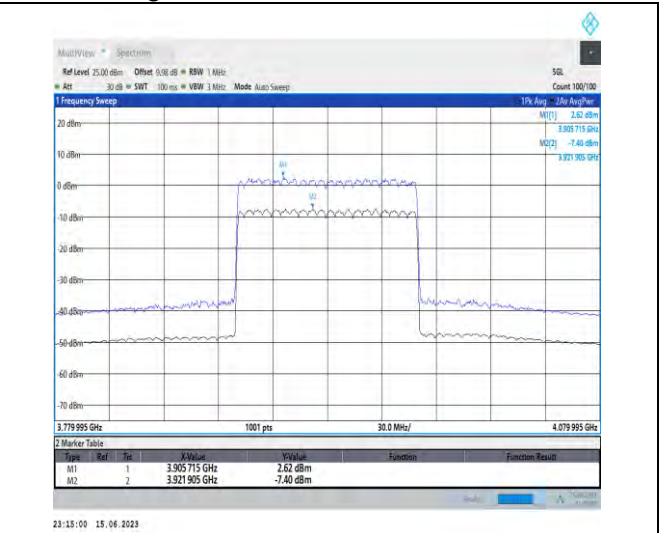 MultiView Spectrum
Ref Level 25.00 dBm Offset 9.98 dB RBW 1 MHz SGL
Att 30 dB SWT 100 ms VBW 3 MHz Mode Auto Sweep Count 100/100
1 Frequency Sweep 1Pk Avg 2Av AvgPwr
M1[1] 2.62 dBm
3.905 715 GHz
M2[2] -7.40 dBm
3.921 905 GHz
20 dBm
10 dBm
M1
0 dBm
M2
-10 dBm
-20 dBm
-30 dBm
-40 dBm
-50 dBm
-60 dBm
-70 dBm
3.779 995 GHz 1001 pts 30.0 MHz/ 4.079 995 GHz
2 Marker Table
Type Ref Trc X-Value Y-Value Function Function Result
M1 1 3.905 715 GHz 2.62 dBm
M2 2 3.921 905 GHz -7.40 dBm
23:15:00 15.06.2023